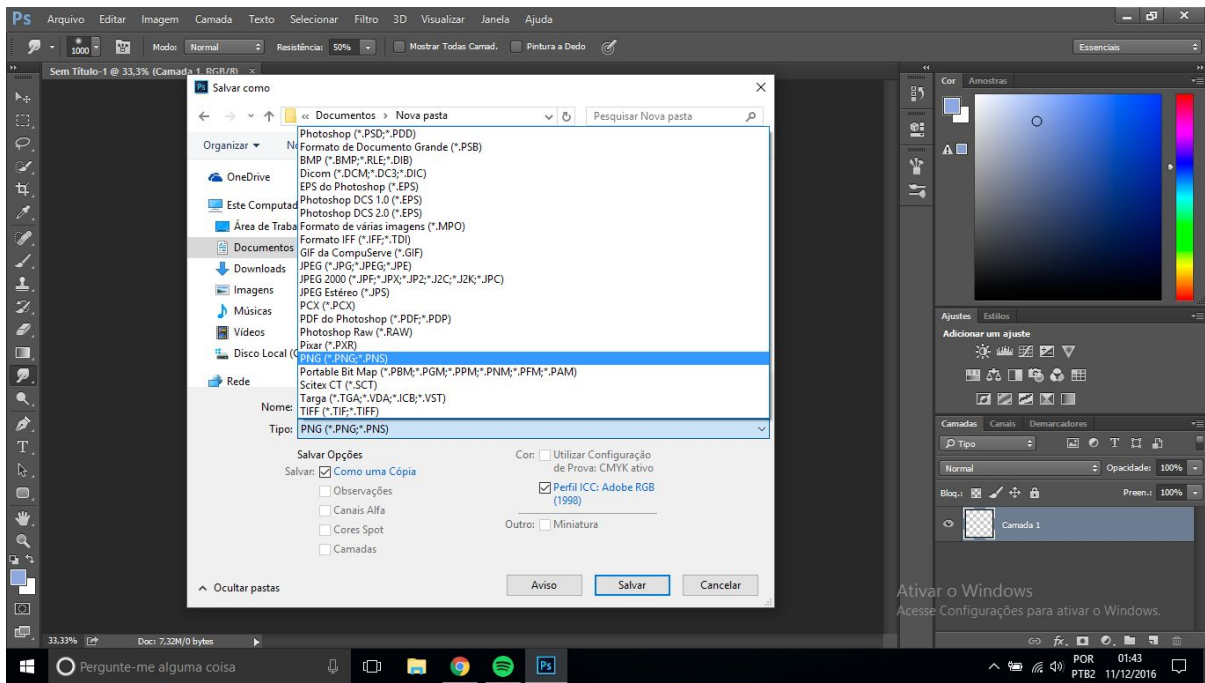 Ps Arquivo Editar Imagem Camada Texto Selecionar Filtro 3D Visualizar Janela Ajuda
1000 Modo: Normal Resistência: 50% Mostrar Todas Camad. Pintura a Dedo Essenciais
Sem Título-1 @ 33,3% (Camada 1, RGB/8) ×
Salvar como
« Documentos > Nova pasta Pesquisar Nova pasta
Organizar
OneDrive
Este Computad
Área de Traba
Documentos
Downloads
Imagens
Músicas
Vídeos
Disco Local (C
Rede
Photoshop (*.PSD;*.PDD)
Formato de Documento Grande (*.PSB)
BMP (*.BMP;*.RLE;*.DIB)
Dicom (*.DCM;*.DC3;*.DIC)
EPS do Photoshop (*.EPS)
Photoshop DCS 1.0 (*.EPS)
Photoshop DCS 2.0 (*.EPS)
Formato de várias imagens (*.MPO)
Formato IFF (*.IFF;*.TDI)
GIF da CompuServe (*.GIF)
JPEG (*.JPG;*.JPEG;*.JPE)
JPEG 2000 (*.JPF;*.JPX;*.JP2;*.J2C;*.J2K;*.JPC)
JPEG Estéreo (*.JPS)
PCX (*.PCX)
PDF do Photoshop (*.PDF;*.PDP)
Photoshop Raw (*.RAW)
Pixar (*.PXR)
PNG (*.PNG;*.PNS)
Portable Bit Map (*.PBM;*.PGM;*.PPM;*.PNM;*.PFM;*.PAM)
Scitex CT (*.SCT)
Targa (*.TGA;*.VDA;*.ICB;*.VST)
TIFF (*.TIF;*.TIFF)
Nome:
Tipo: PNG (*.PNG;*.PNS)
Salvar Opções
Salvar: Como uma Cópia
Observações
Canais Alfa
Cores Spot
Camadas
Cor: Utilizar Configuração
de Prova: CMYK ativo
Perfil ICC: Adobe RGB
(1998)
Outro: Miniatura
Ocultar pastas Aviso Salvar Cancelar
Cor Amostras
Ajustes Estilos
Adicionar um ajuste
Camadas Canais Demarcadores
Tipo
Normal Opacidade: 100%
Bloq.: Preen.: 100%
Camada 1
Ativar o Windows
Acesse Configurações para ativar o Windows.
33,33% Doc: 7,32M/0 bytes
Pergunte-me alguma coisa
Ps
POR
PTB2
01:43
11/12/2016